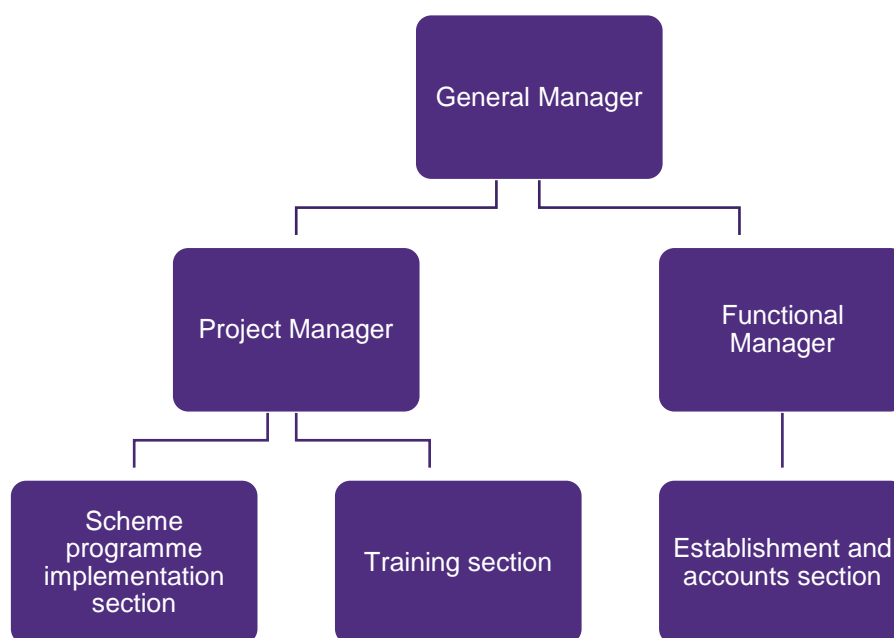 General Manager
Project Manager
Functional
Manager
Scheme
programme
implementation
section
Training section
Establishment and
accounts section